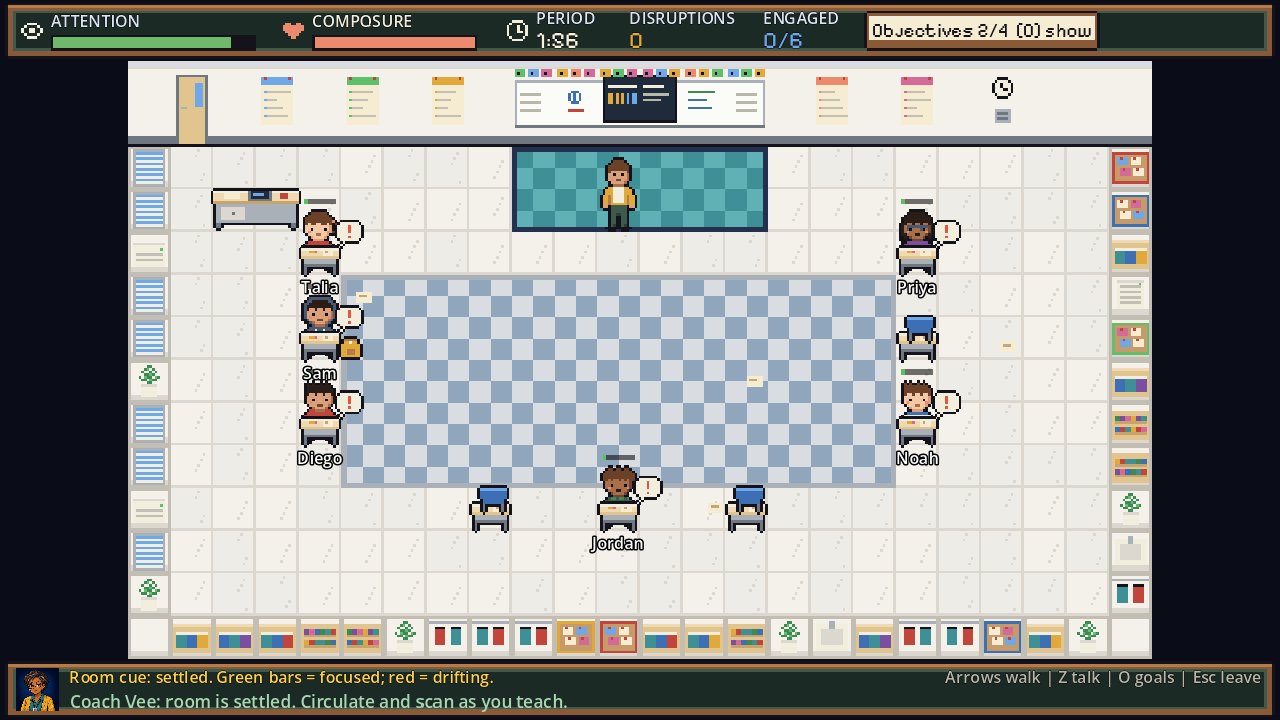 ATTENTION
COMPOSURE
PERIOD
1:56
DISRUPTIONS
0
ENGAGED
0/6
Objectives 2/4 (O) show
!
Talia
!
Priya
!
Sam
!
Diego
!
Noah
!
Jordan
Room cue: settled. Green bars = focused; red = drifting.
Arrows walk | Z talk | O goals | Esc leave
Coach Vee: room is settled. Circulate and scan as you teach.